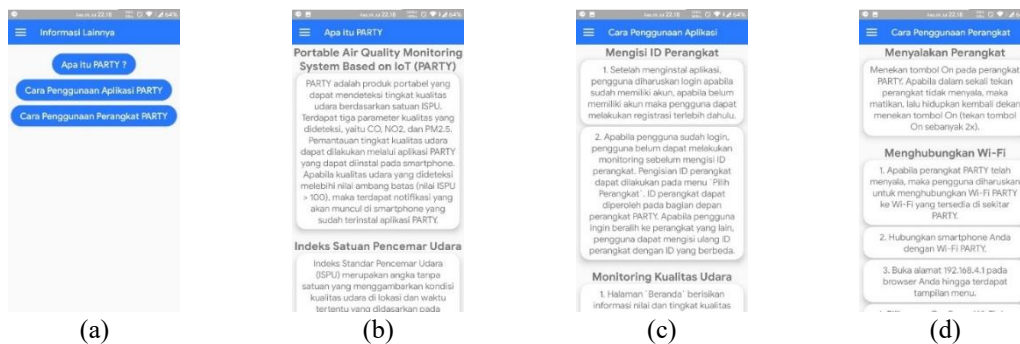 Informasi Lainnya
Apa itu PARTY ?
Cara Penggunaan Aplikasi PARTY
Cara Penggunaan Perangkat PARTY
(a)
Apa itu PARTY
Portable Air Quality Monitoring
System Based on IoT (PARTY)
PARTY adalah produk portabel yang
dapat mendeteksi tingkat kualitas
udara berdasarkan satuan ISPU.
Terdapat tiga parameter kualitas yang
dideteksi, yaitu CO, NO2, dan PM2.5.
Pemantauan tingkat kualitas udara
dapat dilakukan melalui aplikasi PARTY
yang dapat diinstal pada smartphone.
Apabila kualitas udara yang dideteksi
melebihi nilai ambang batas (nilai ISPU
> 100), maka terdapat notifikasi yang
akan muncul di smartphone yang
sudah terinstal aplikasi PARTY.
Indeks Satuan Pencemar Udara
Indeks Standar Pencemar Udara
(ISPU) merupakan angka tanpa
satuan yang menggambarkan kondisi
kualitas udara di lokasi dan waktu
tertentu yang didasarkan pada
(b)
Cara Penggunaan Aplikasi
Mengisi ID Perangkat
1. Setelah menginstal aplikasi,
pengguna diharuskan login apabila
sudah memiliki akun, apabila belum
memiliki akun maka pengguna dapat
melakukan registrasi terlebih dahulu.
2. Apabila pengguna sudah login,
pengguna belum dapat melakukan
monitoring sebelum mengisi ID
perangkat. Pengisian ID perangkat
dapat dilakukan pada menu `Pilih
Perangkat`. ID perangkat dapat
diperoleh pada bagian depan
perangkat PARTY. Apabila pengguna
ingin beralih ke perangkat yang lain,
pengguna dapat mengisi ulang ID
perangkat dengan ID yang berbeda.
Monitoring Kualitas Udara
1. Halaman `Beranda` berisikan
informasi nilai dan tingkat kualitas
(c)
Cara Penggunaan Perangkat
Menyalakan Perangkat
Menekan tombol On pada perangkat
PARTY. Apabila dalam sekali tekan
perangkat tidak menyala, maka
matikan, lalu hidupkan kembali dekan
menekan tombol On (tekan tombol
On sebanyak 2x).
Menghubungkan Wi-Fi
1. Apabila perangkat PARTY telah
menyala, maka pengguna diharuskan
untuk menghubungkan Wi-Fi PARTY
ke Wi-Fi yang tersedia di sekitar
PARTY.
2. Hubungkan smartphone Anda
dengan Wi-Fi PARTY.
3. Buka alamat 192.168.4.1 pada
browser Anda hingga terdapat
tampilan menu.
(d)